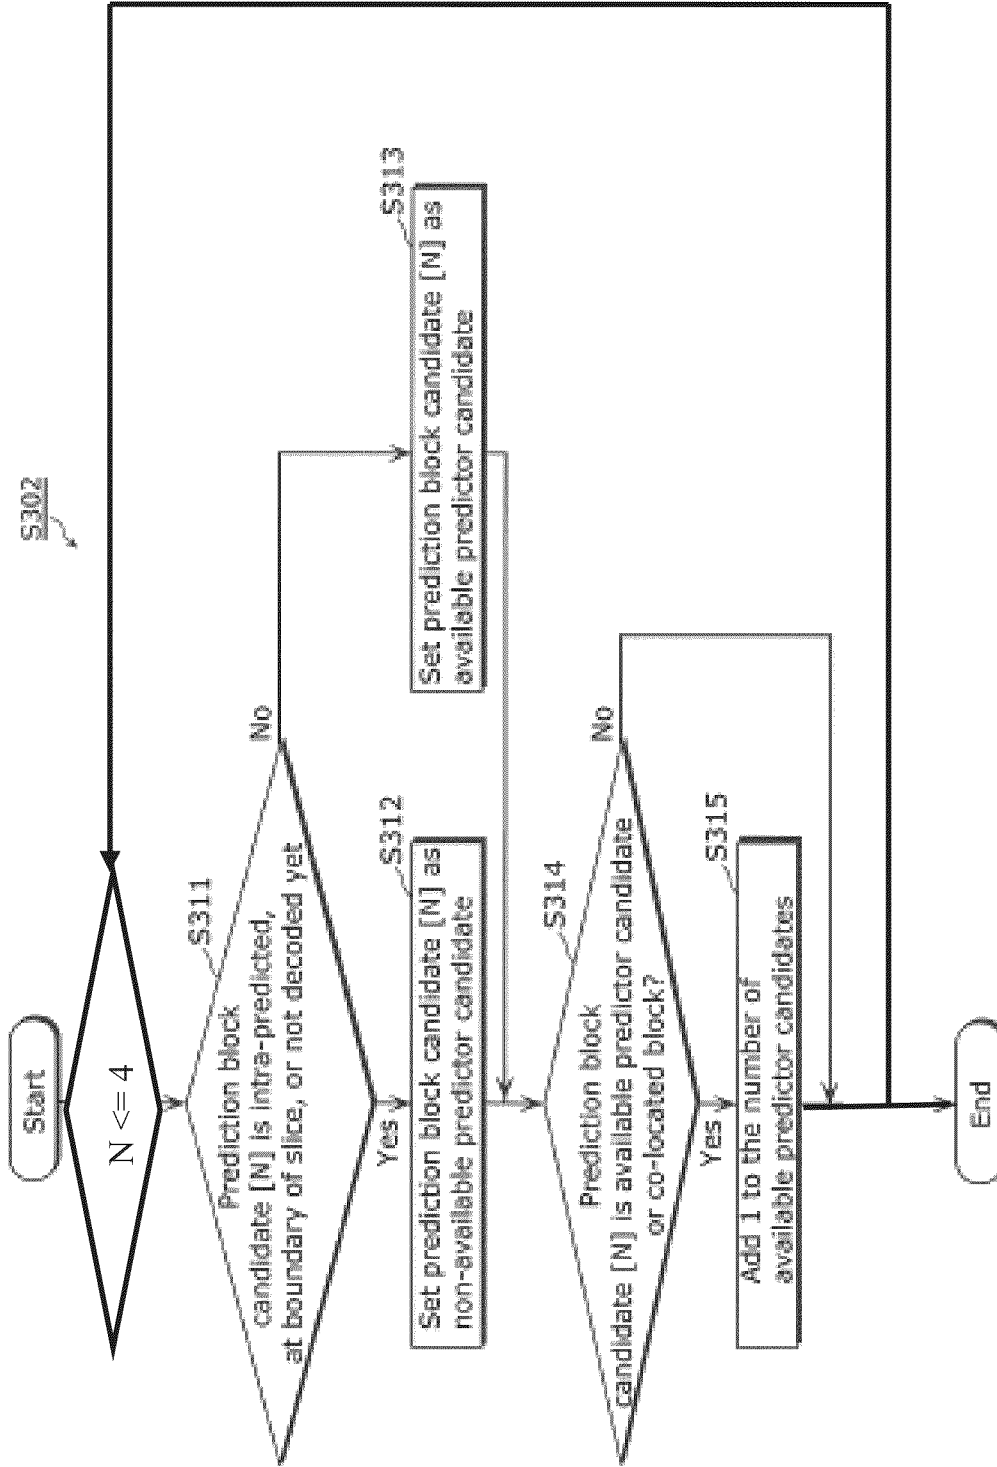 S302
Start
N <= 4
S311
Prediction block
candidate [N] is intra-predicted,
at boundary of slice, or not decoded yet
No
Yes
S312
Set prediction block candidate [N] as
non-available predictor candidate
S313
Set prediction block candidate [N] as
available predictor candidate
S314
Prediction block
candidate [N] is available predictor candidate
or co-located block?
No
Yes
S315
Add 1 to the number of
available predictor candidates
End